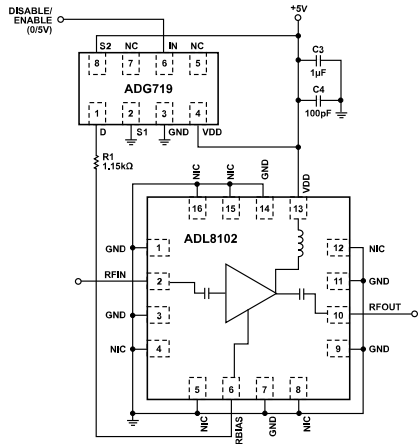 DISABLE/
ENABLE
(0/5V)
+5V
S2 NC IN NC
8 7 6 5
ADG719
1 2 3 4
D S1 GND VDD
C3
1µF
C4
100pF
R1
1.15kΩ
NIC NIC GND VDD
16 15 14 13
ADL8102
GND 1
RFIN 2
GND 3
NIC 4
12 NIC
11 GND
10 RFOUT
9 GND
5 6 7 8
NIC RBIAS GND NIC